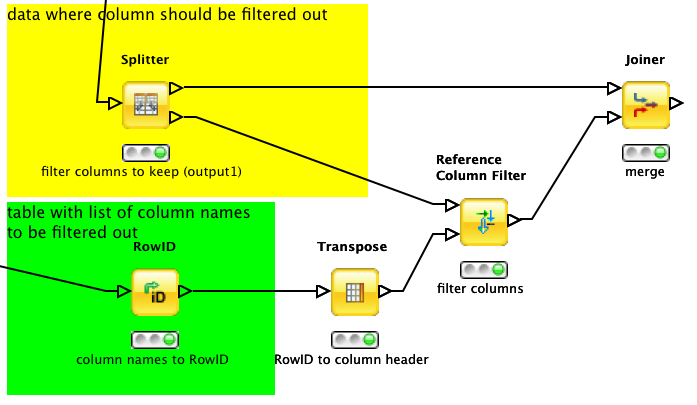 data where column should be filtered out
Splitter
Joiner
filter columns to keep (output1)
merge
Reference
Column Filter
filter columns
table with list of column names
to be filtered out
RowID
Transpose
iD
column names to RowID
RowID to column header